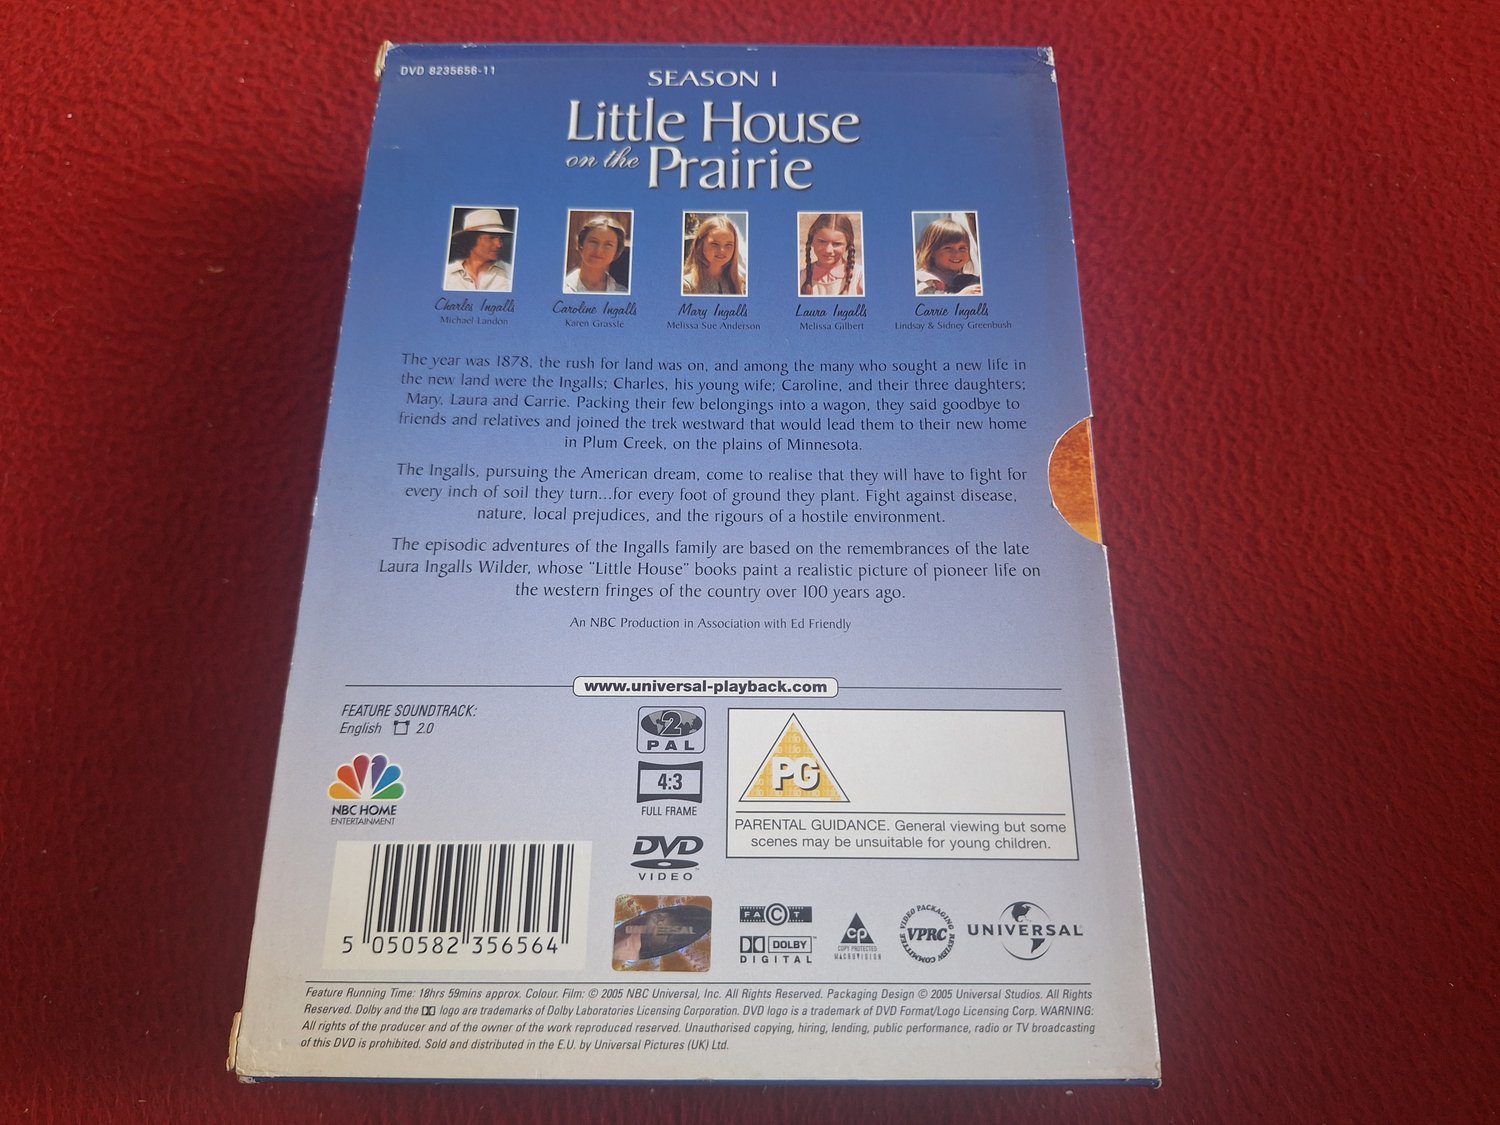 DVD 8235656-11
SEASON 1
Little House
on the Prairie
Charles Ingalls
Michael Landon
Caroline Ingalls
Karen Grassle
Mary Ingalls
Melissa Sue Anderson
Laura Ingalls
Melissa Gilbert
Carrie Ingalls
Lindsay & Sidney Greenbush
The year was 1878, the rush for land was on, and among the many who sought a new life in
the new land were the Ingalls; Charles, his young wife; Caroline, and their three daughters;
Mary, Laura and Carrie. Packing their few belongings into a wagon, they said goodbye to
friends and relatives and joined the trek westward that would lead them to their new home
in Plum Creek, on the plains of Minnesota.
The Ingalls, pursuing the American dream, come to realise that they will have to fight for
every inch of soil they turn...for every foot of ground they plant. Fight against disease,
nature, local prejudices, and the rigours of a hostile environment.
The episodic adventures of the Ingalls family are based on the remembrances of the late
Laura Ingalls Wilder, whose "Little House" books paint a realistic picture of pioneer life on
the western fringes of the country over 100 years ago.
An NBC Production in Association with Ed Friendly
www.universal-playback.com
FEATURE SOUNDTRACK:
English 2.0
NBC HOME
ENTERTAINMENT
2
PAL
4:3
FULL FRAME
DVD
VIDEO
PG
PARENTAL GUIDANCE. General viewing but some
scenes may be unsuitable for young children.
5 050582 356564
UNIVERSAL
FACT
DOLBY
DIGITAL
CP
COPY PROTECTED
MACROVISION
VIDEO PACKAGING REVIEW COMMITTEE
VPRC
UNIVERSAL
Feature Running Time: 18hrs 59mins approx. Colour. Film: © 2005 NBC Universal, Inc. All Rights Reserved. Packaging Design © 2005 Universal Studios. All Rights
Reserved. Dolby and the logo are trademarks of Dolby Laboratories Licensing Corporation. DVD logo is a trademark of DVD Format/Logo Licensing Corp. WARNING:
All rights of the producer and of the owner of the work reproduced reserved. Unauthorised copying, hiring, lending, public performance, radio or TV broadcasting
of this DVD is prohibited. Sold and distributed in the E.U. by Universal Pictures (UK) Ltd.